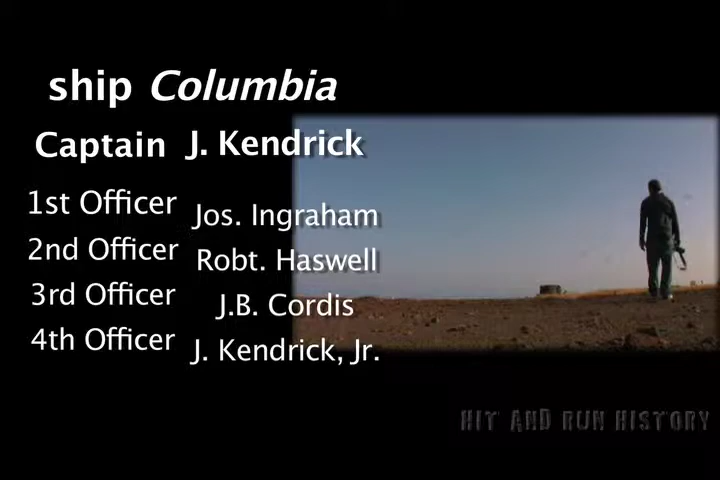 ship Columbia
Captain J. Kendrick
1st Officer Jos. Ingraham
2nd Officer Robt. Haswell
3rd Officer J.B. Cordis
4th Officer J. Kendrick, Jr.
HIT AND RUN HISTORY